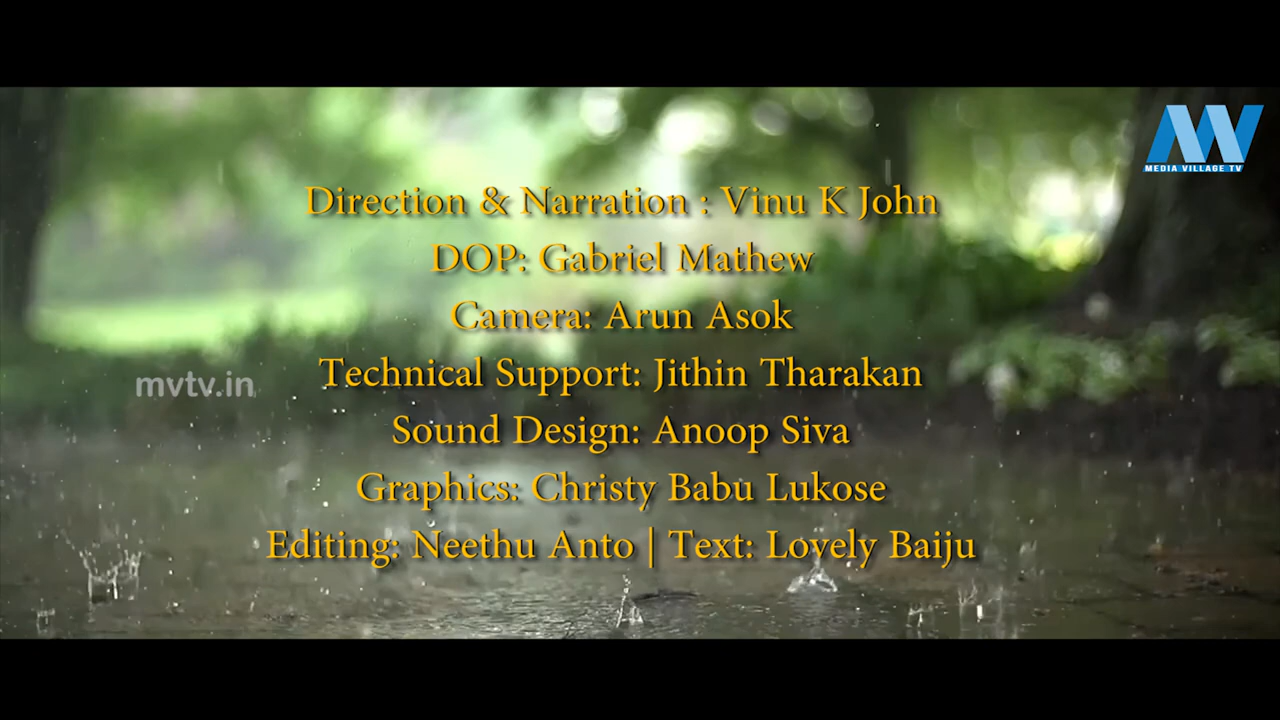 MEDIA VILLAGE TV
Direction & Narration : Vinu K John
DOP: Gabriel Mathew
Camera: Arun Asok
mvtv.in
Technical Support: Jithin Tharakan
Sound Design: Anoop Siva
Graphics: Christy Babu Lukose
Editing: Neethu Anto | Text: Lovely Baiju